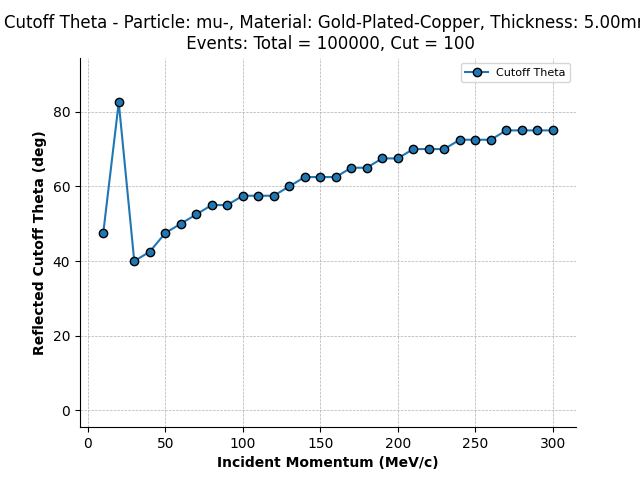 Cutoff Theta - Particle: mu-, Material: Gold-Plated-Copper, Thickness: 5.00m
Events: Total = 100000, Cut = 100
Cutoff Theta
Reflected Cutoff Theta (deg)
80
60
40
20
0
0 50 100 150 200 250 300
Incident Momentum (MeV/c)